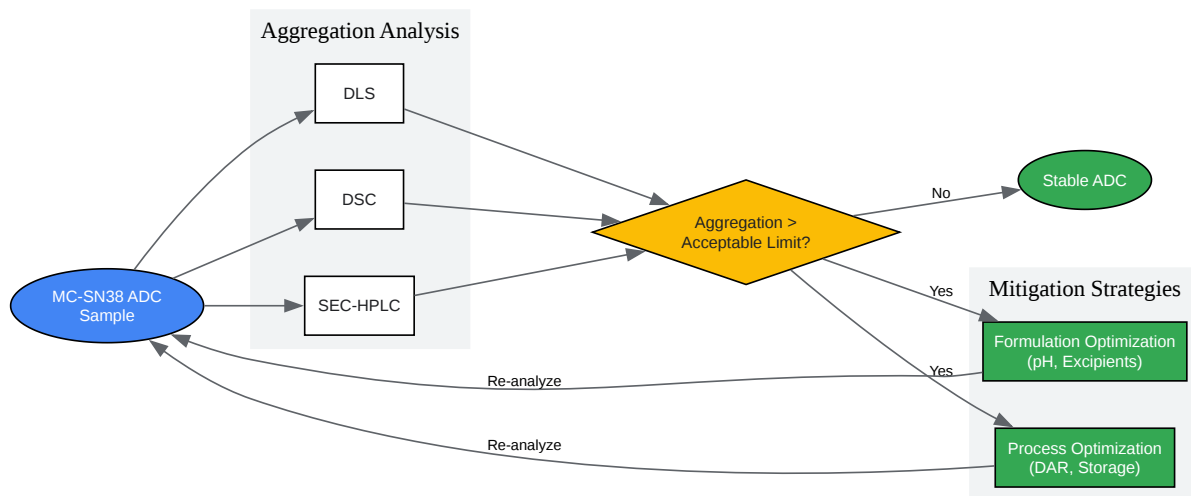 Aggregation Analysis
DLS
DSC
SEC-HPLC
MC-SN38 ADC
Sample
Aggregation >
Acceptable Limit?
No
Stable ADC
Yes
Yes
Mitigation Strategies
Formulation Optimization
(pH, Excipients)
Process Optimization
(DAR, Storage)
Re-analyze
Re-analyze